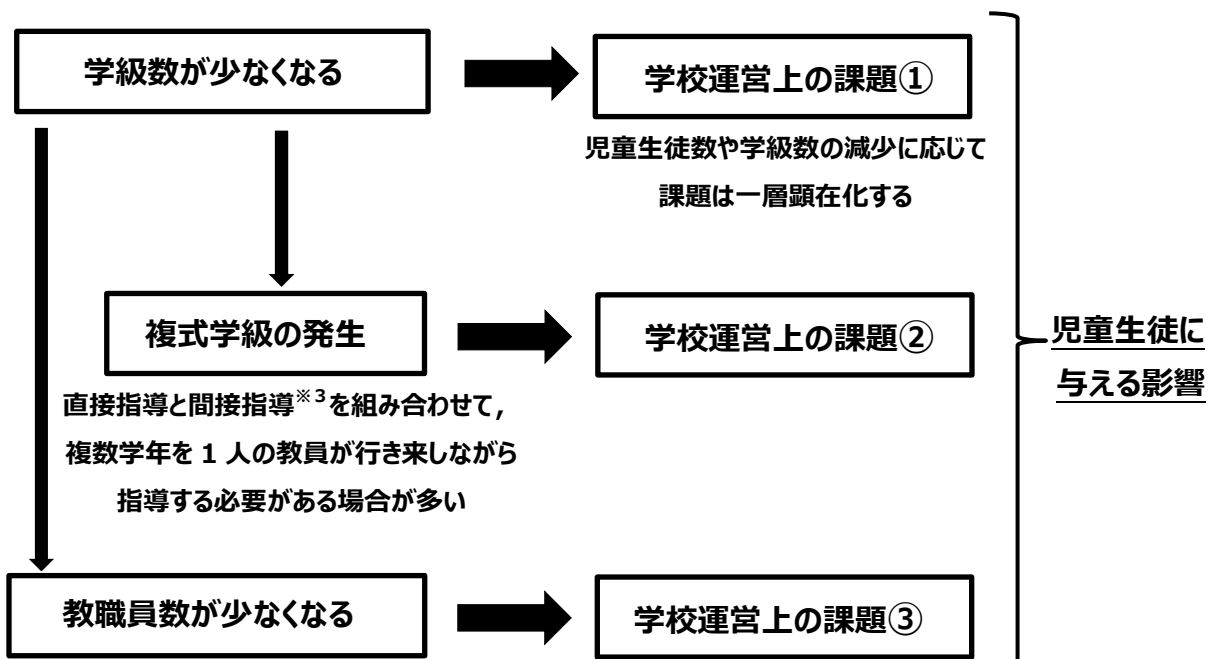 学級数が少なくなる
学校運営上の課題①
児童生徒数や学級数の減少に応じて
課題は一層顕在化する
複式学級の発生
学校運営上の課題②
直接指導と間接指導※3を組み合わせて,
複数学年を 1 人の教員が行き来しながら
指導する必要がある場合が多い
教職員数が少なくなる
学校運営上の課題③
児童生徒に
与える影響